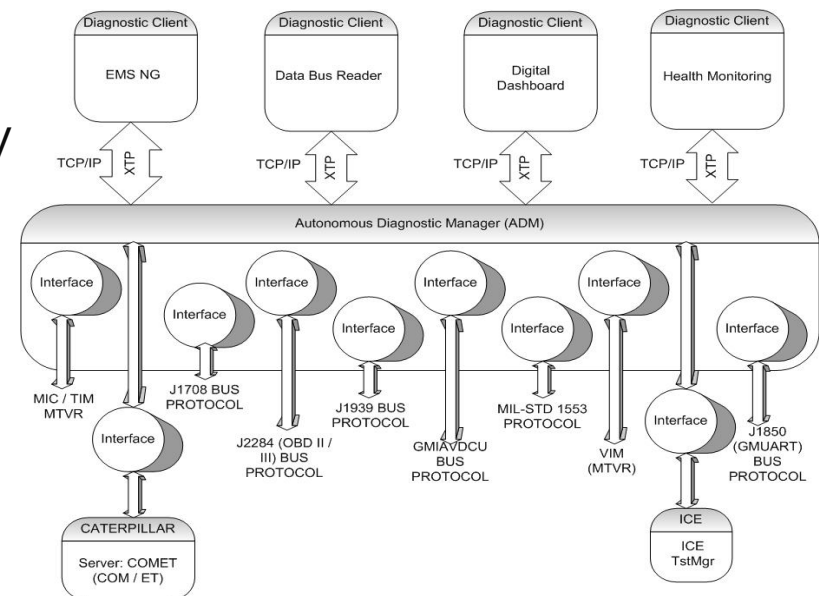 y
Diagnostic Client
EMS NG
Diagnostic Client
Data Bus Reader
Diagnostic Client
Digital
Dashboard
Diagnostic Client
Health Monitoring
TCP/IP
XTP
TCP/IP
XTP
TCP/IP
XTP
TCP/IP
XTP
Autonomous Diagnostic Manager (ADM)
Interface
Interface
Interface
Interface
Interface
Interface
Interface
Interface
MIC / TIM
MTVR
J1708 BUS
PROTOCOL
J2284 (OBD II /
III) BUS
PROTOCOL
J1939 BUS
PROTOCOL
GMIAVDCU
BUS
PROTOCOL
MIL-STD 1553
PROTOCOL
VIM
(MTVR)
J1850
(GMUART)
BUS
PROTOCOL
Interface
Interface
CATERPILLAR
Server: COMET
(COM / ET)
ICE
ICE
TstMgr